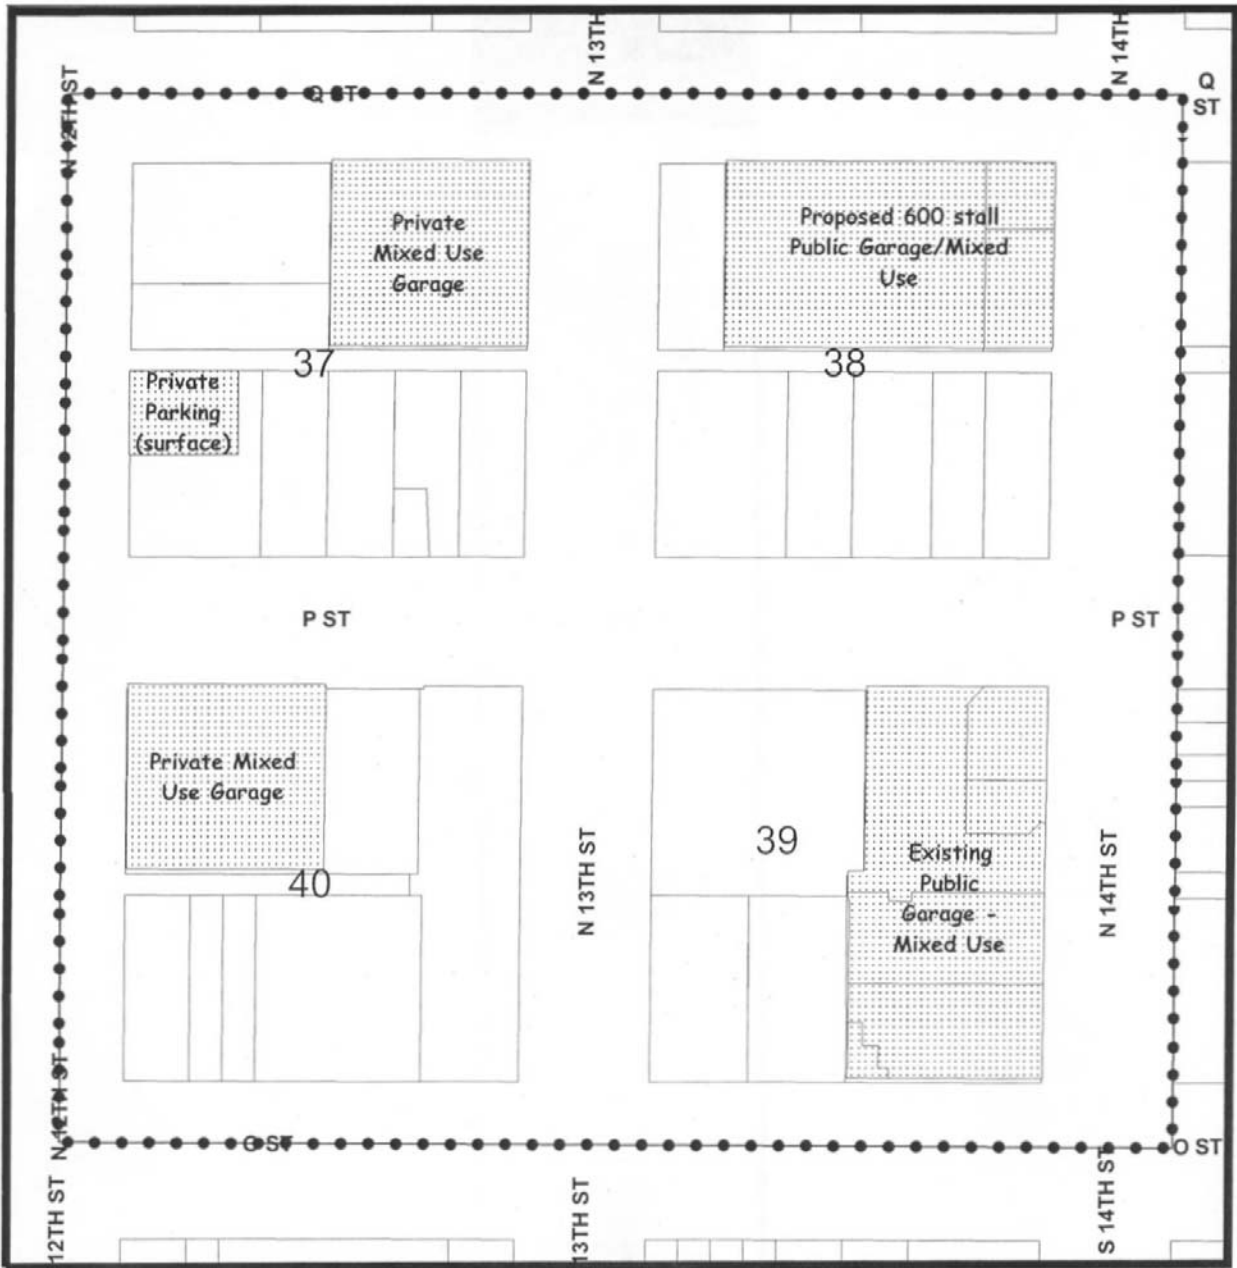 N 13TH
N 14TH
Q
ST
Q ST
N 12TH ST
Private
Mixed Use
Garage
Proposed 600 stall
Public Garage/Mixed
Use
37
38
Private
Parking
(surface)
P ST
P ST
Private Mixed
Use Garage
39
N 13TH ST
N 14TH ST
Existing
Public
Garage -
Mixed Use
40
N 12TH ST
O ST
O ST
12TH ST
13TH ST
S 14TH ST